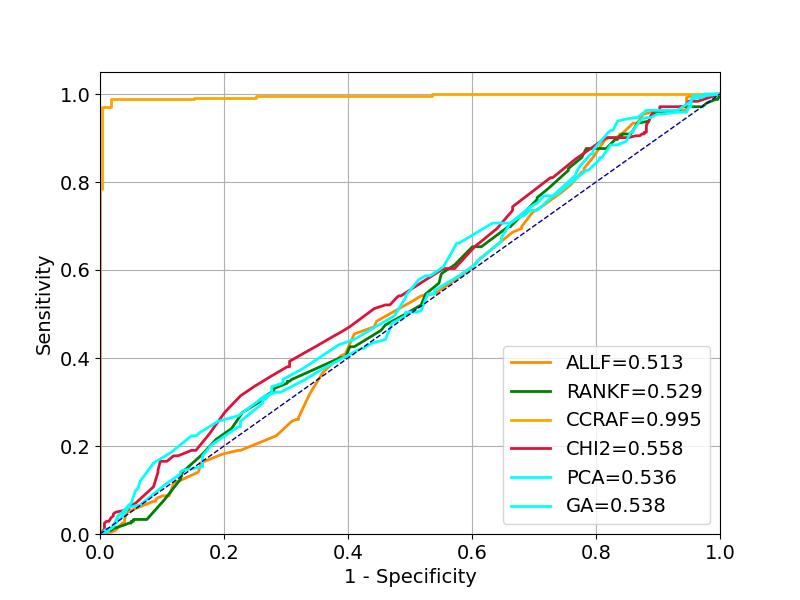 1.0
0.8
0.6
0.4
0.2
0.0
Sensitivity
ALLF=0.513
RANKF=0.529
CCRAF=0.995
CHI2=0.558
PCA=0.536
GA=0.538
0.0 0.2 0.4 0.6 0.8 1.0
1 - Specificity